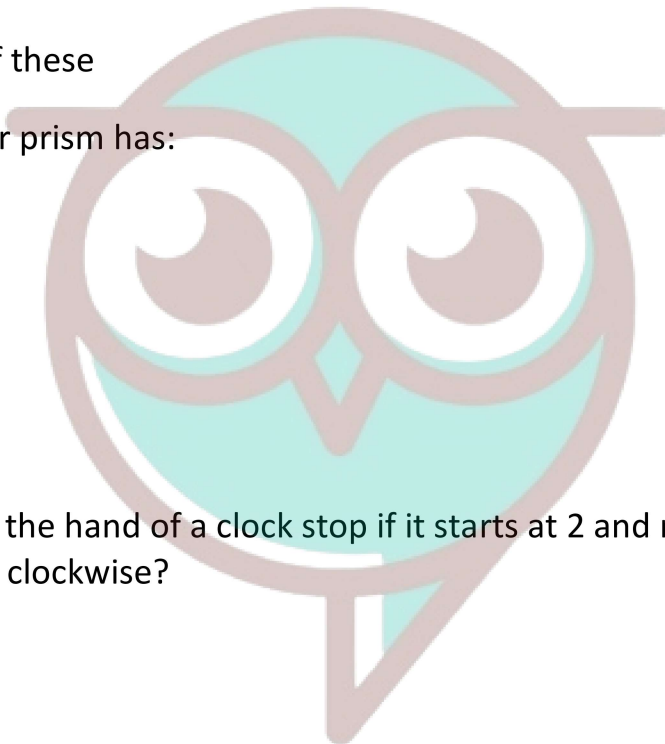 f these
r prism has:
the hand of a clock stop if it starts at 2 and
clockwise?